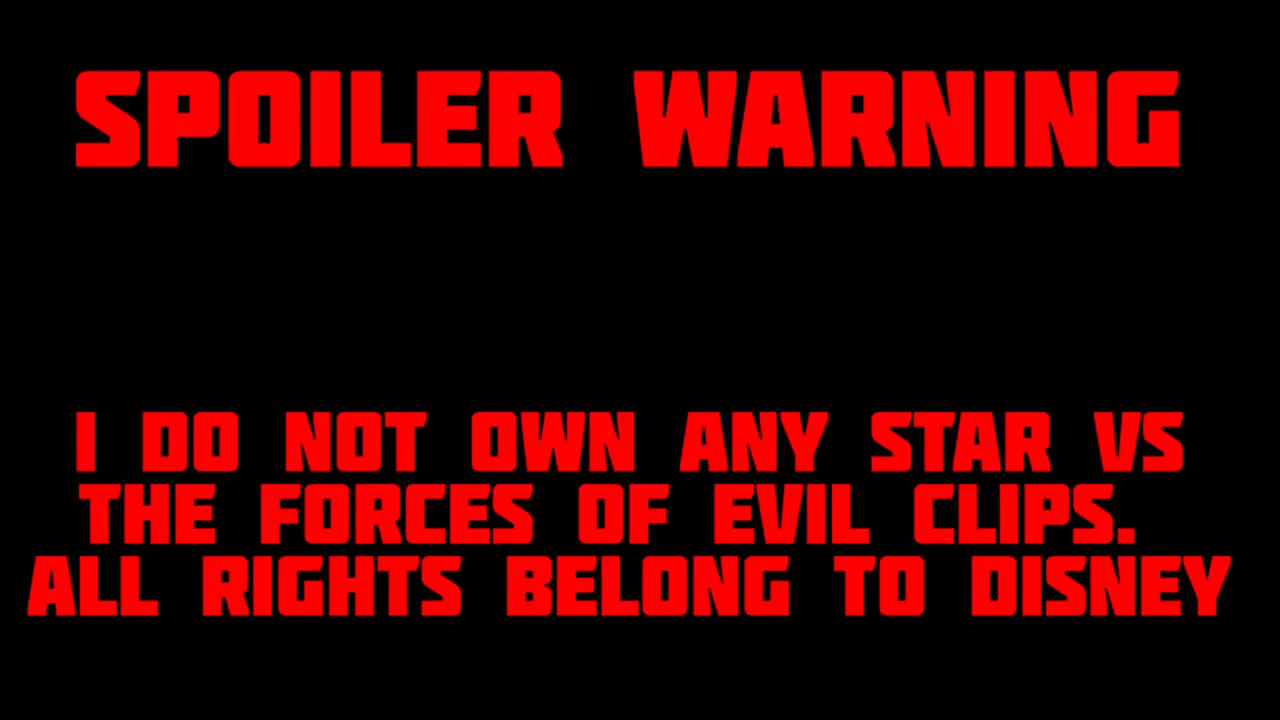 SPOILER WARNING
I DO NOT OWN ANY STAR VS
THE FORCES OF EVIL CLIPS.
ALL RIGHTS BELONG TO DISNEY